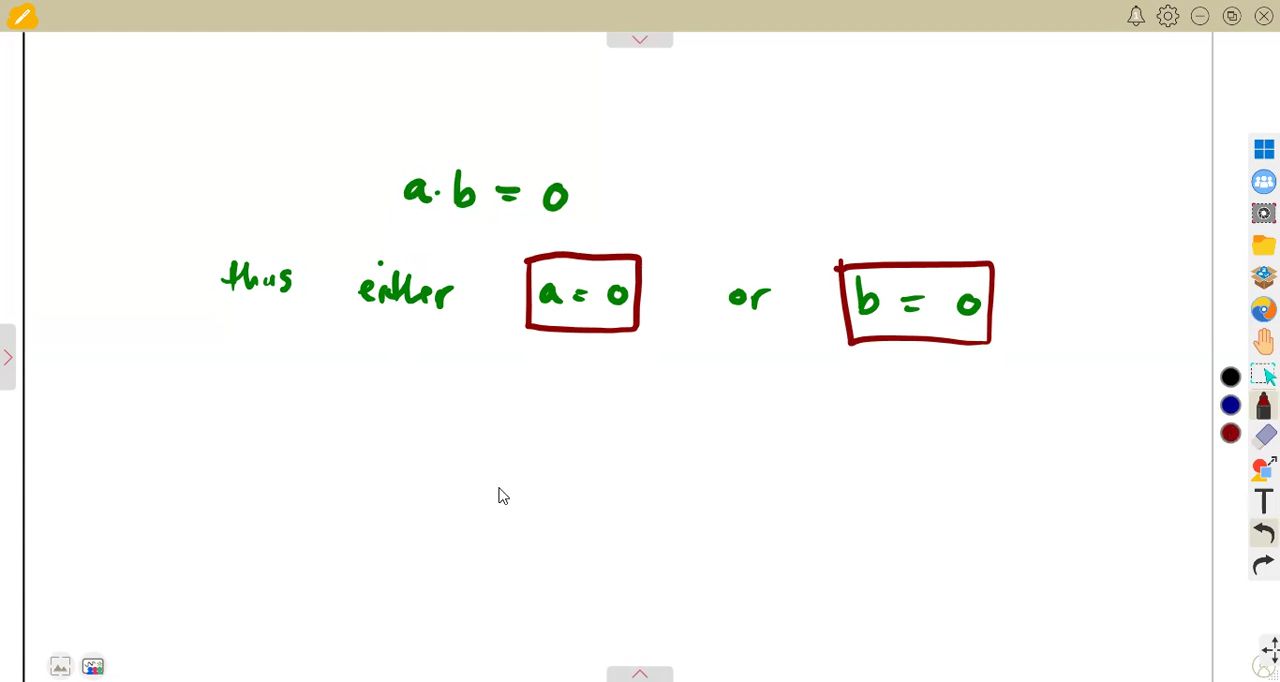 a · b = 0
thus either a = 0 or b = 0
T